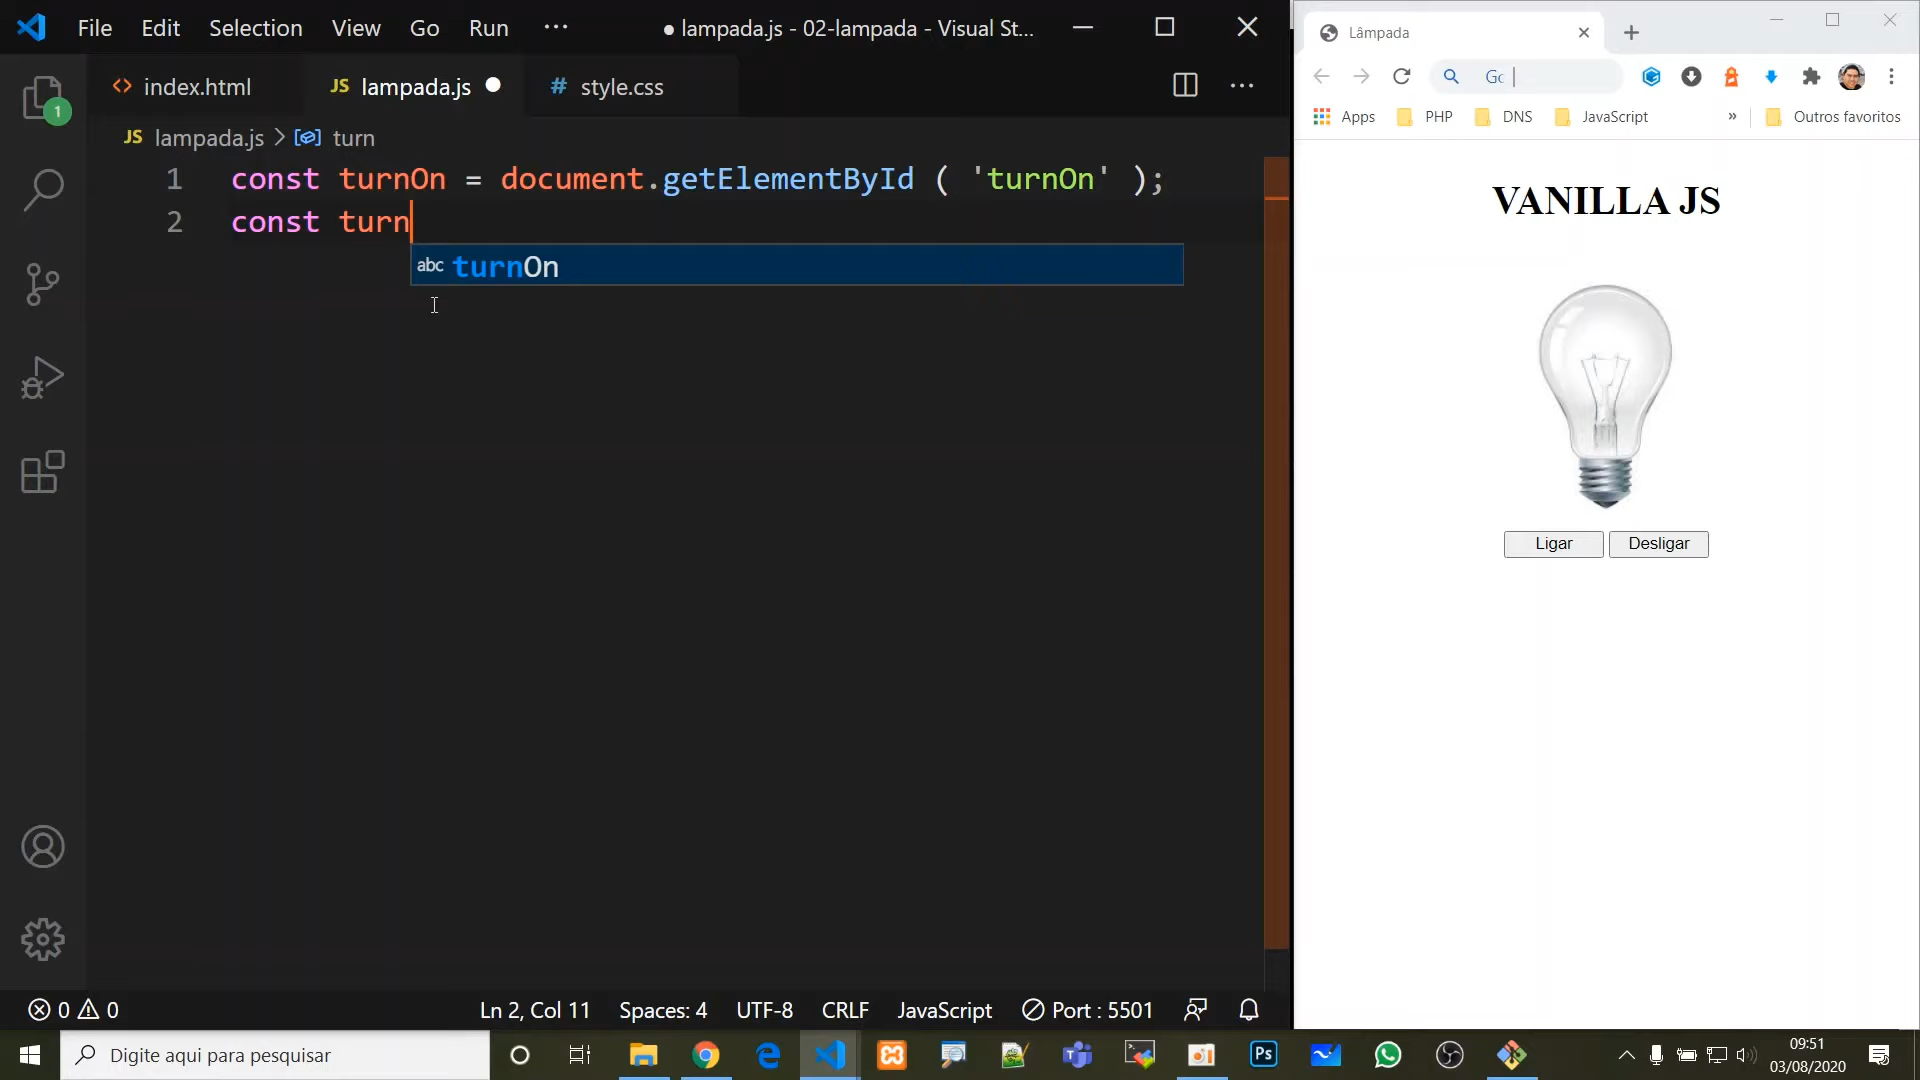 File Edit Selection View Go Run ··· ● lampada.js - 02-lampada - Visual St...
index.html JS lampada.js ● # style.css
JS lampada.js > turn
1 const turnOn = document.getElementById ( 'turnOn' );
2 const turn
abc turnOn
1
0 0 Ln 2, Col 11 Spaces: 4 UTF-8 CRLF JavaScript Port : 5501
Lâmpada
Gc
Apps PHP DNS JavaScript » Outros favoritos
VANILLA JS
Ligar Desligar
Digite aqui para pesquisar
Ps
09:51
03/08/2020